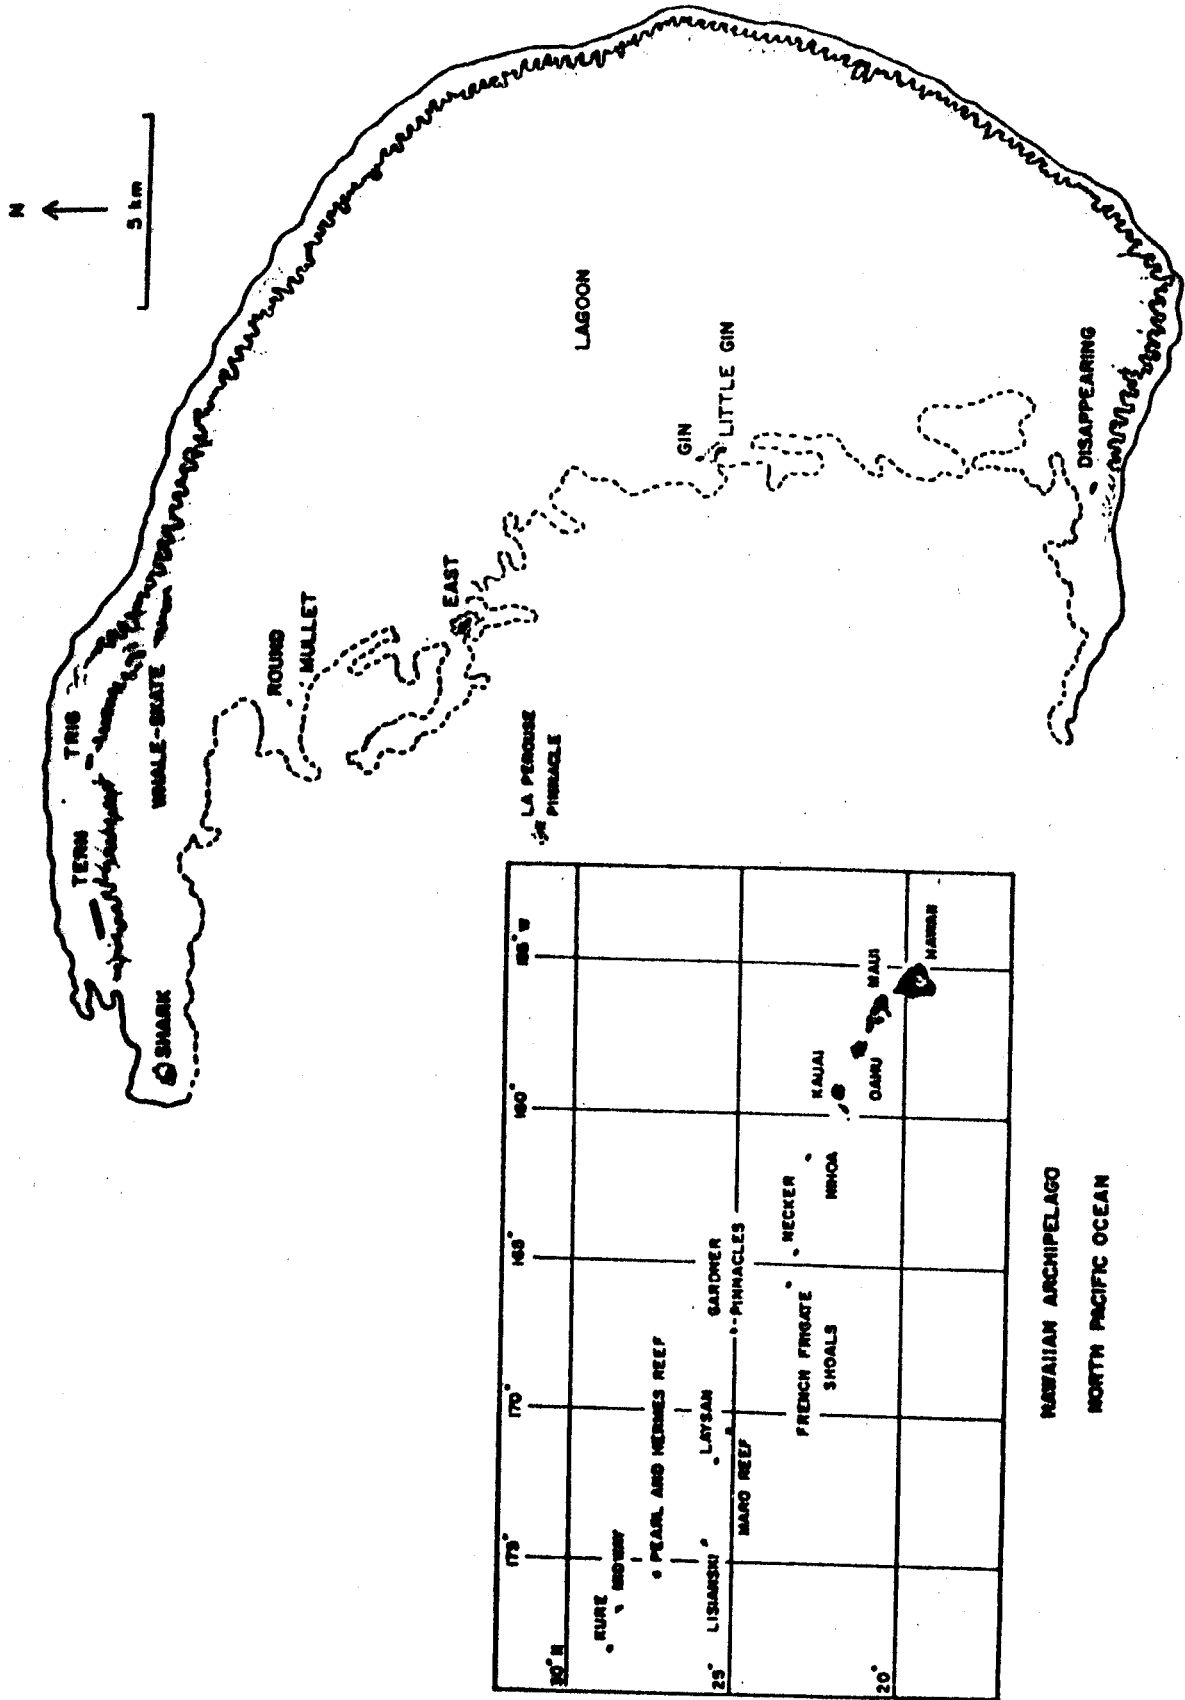 N
5 km
TRIG
TERN
WHALE-SKATE
SHARK
ROUND
MULLET
EAST
LAGOON
GIN
LITTLE GIN
DISAPPEARING
LA PEROUSE
PINNACLE
175°
170°
165°
160°
155° W
30° N
25°
20°
KURE
MIDWAY
PEARL AND HERMES REEF
LISIANSKI
LAYSAN
MARO REEF
GARDNER
PINNACLES
FRENCH FRIGATE
SHOALS
NECKER
NIHOA
KAUAI
OAHU
MAUI
HAWAII
HAWAIIAN ARCHIPELAGO
NORTH PACIFIC OCEAN